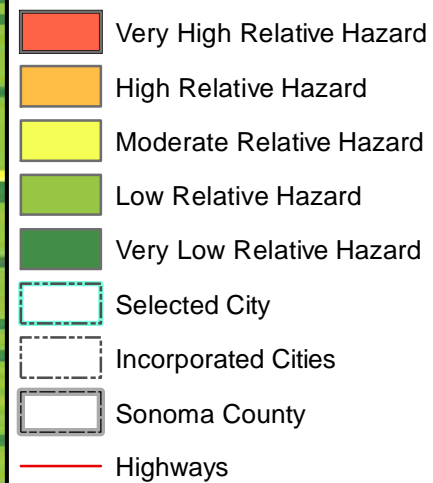 Very High Relative Hazard
High Relative Hazard
Moderate Relative Hazard
Low Relative Hazard
Very Low Relative Hazard
Selected City
Incorporated Cities
Sonoma County
Highways